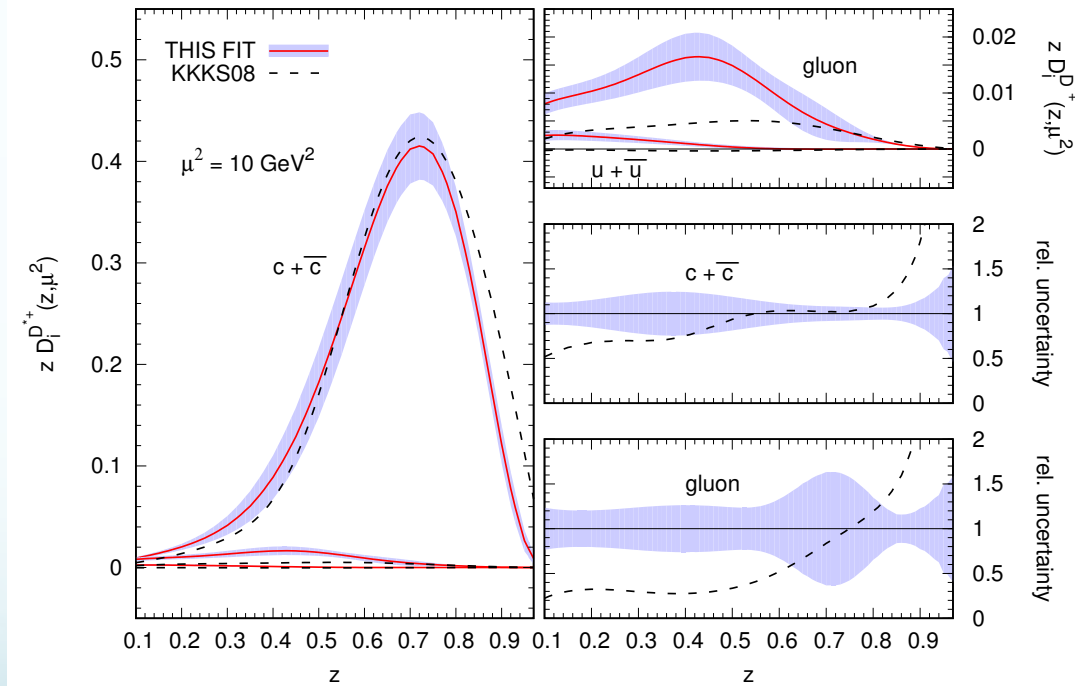 THIS FIT
KKKS08
μ² = 10 GeV²
c + c̅
z D_i^{D*+}(z,μ²)
0.5
0.4
0.3
0.2
0.1
0
0.1 0.2 0.3 0.4 0.5 0.6 0.7 0.8 0.9
z
gluon
u + u̅
0.02
0.01
0
z D_i^{D*+}(z,μ²)
c + c̅
2
1.5
1
0.5
0
rel. uncertainty
gluon
2
1.5
1
0.5
0
rel. uncertainty
0.1 0.2 0.3 0.4 0.5 0.6 0.7 0.8 0.9
z